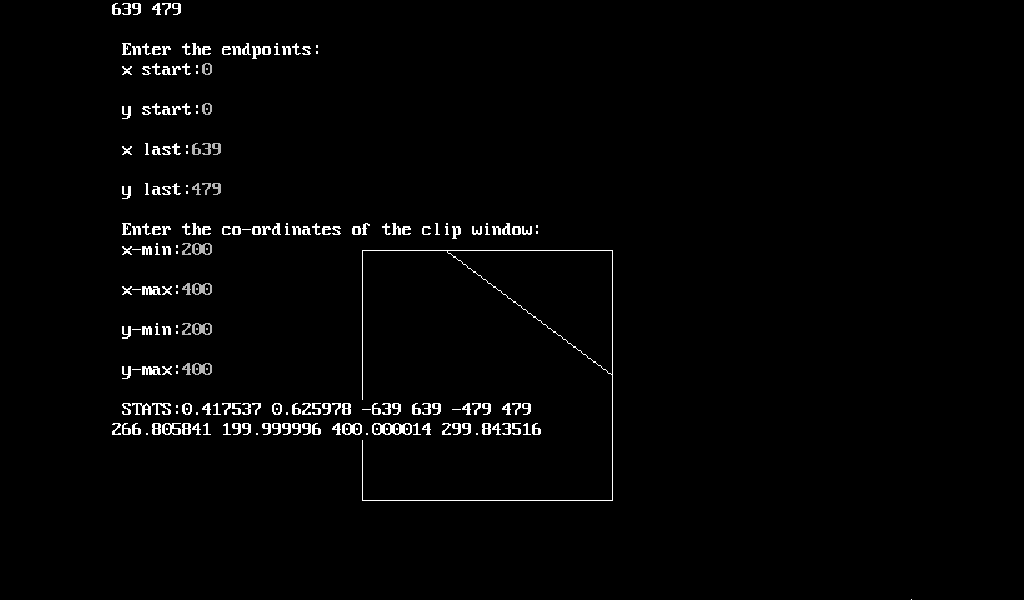 639 479
Enter the endpoints:
x start:0
y start:0
x last:639
y last:479
Enter the co-ordinates of the clip window:
x-min:200
x-max:400
y-min:200
y-max:400
STATS:0.417537 0.625978 -639 639 -479 479
266.805841 199.999996 400.000014 299.843516